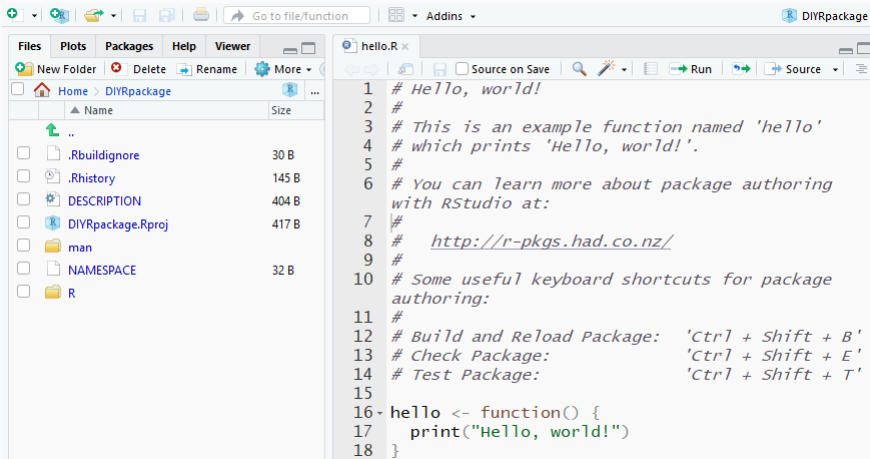 Go to file/function
Addins
DIYRpackage
Files Plots Packages Help Viewer
New Folder Delete Rename More
Home DIYRpackage
Name Size
..
.Rbuildignore 30 B
.Rhistory 145 B
DESCRIPTION 404 B
DIYRpackage.Rproj 417 B
man
NAMESPACE 32 B
R
hello.R
Source on Save Run Source
1 # Hello, world!
2 #
3 # This is an example function named 'hello'
4 # which prints 'Hello, world!'.
5 #
6 # You can learn more about package authoring
with RStudio at:
7 #
8 #   http://r-pkgs.had.co.nz/
9 #
10 # Some useful keyboard shortcuts for package
authoring:
11 #
12 # Build and Reload Package:  'Ctrl + Shift + B'
13 # Check Package:             'Ctrl + Shift + E'
14 # Test Package:              'Ctrl + Shift + T'
15
16 hello <- function() {
17   print("Hello, world!")
18 }